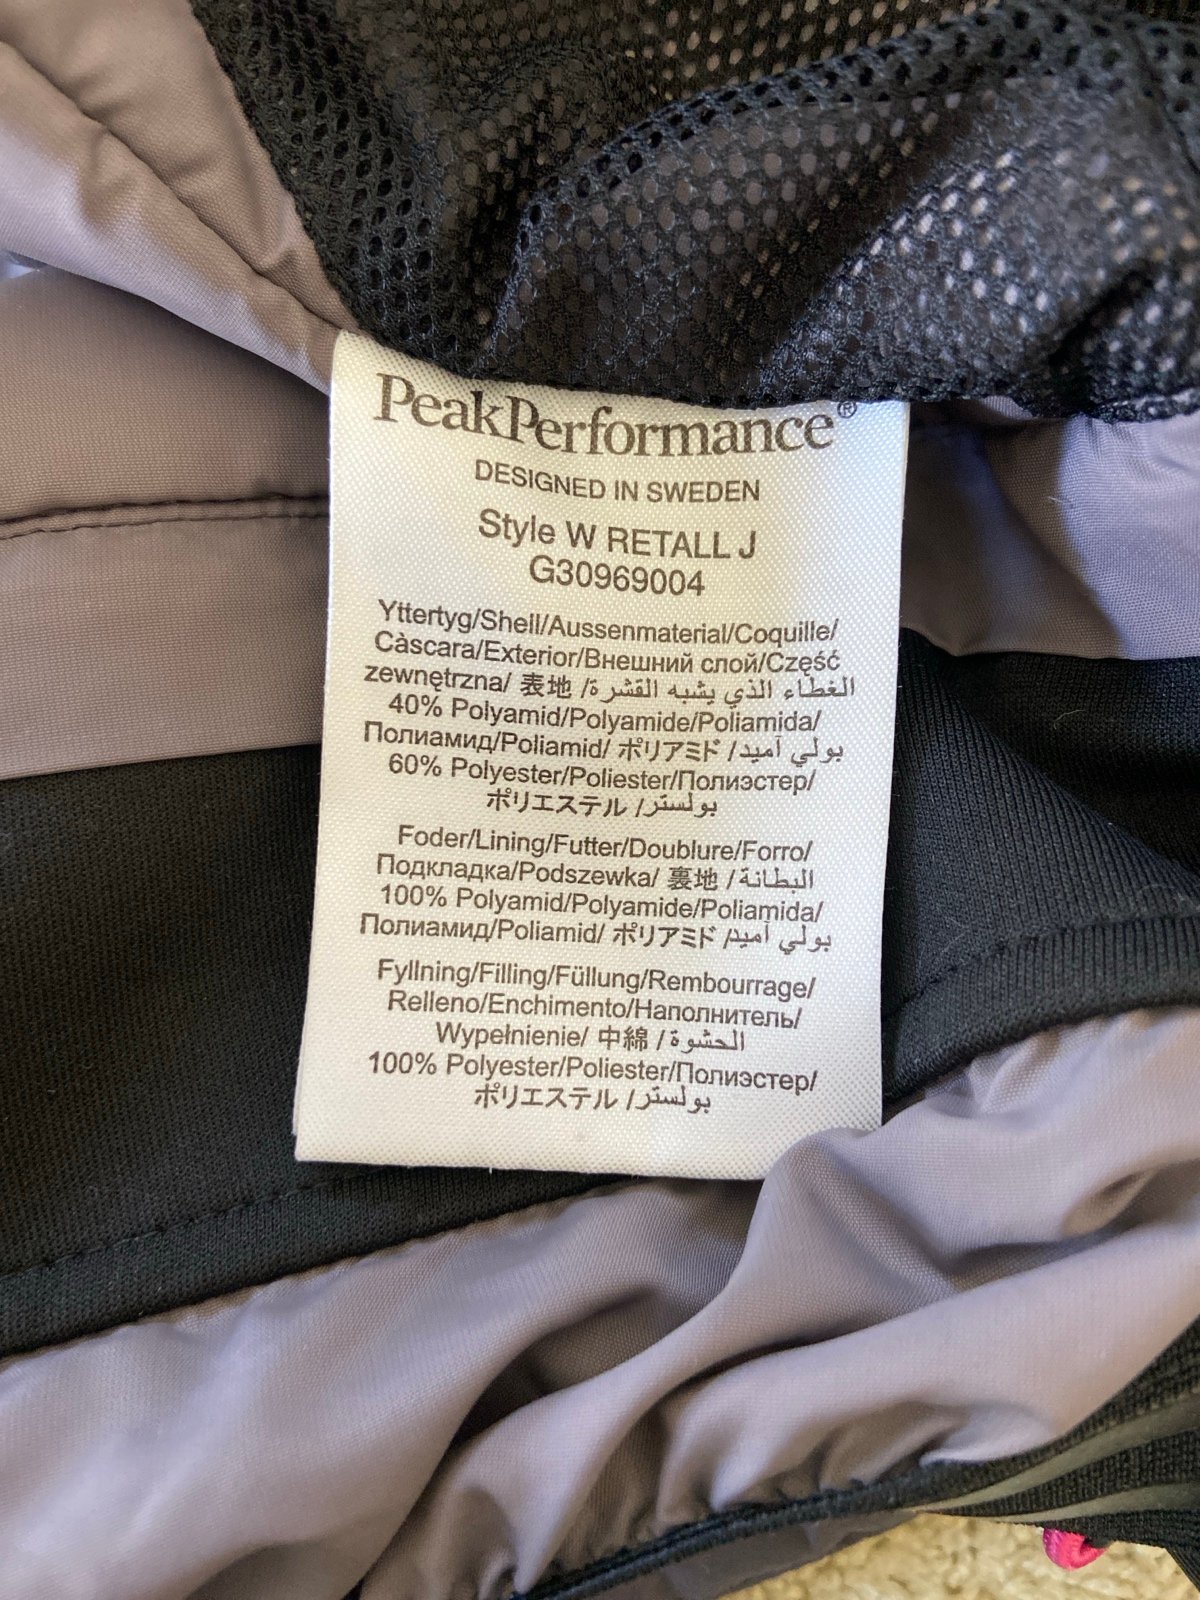 PeakPerformance®
DESIGNED IN SWEDEN
Style W RETALL J
G30969004
Yttertyg/Shell/Aussenmaterial/Coquille/
Càscara/Exterior/Внешний слой/Część
zewnętrzna/ 表地 /الغطاء الذي يشبه القشرة
40% Polyamid/Polyamide/Poliamida/
Полиамид/Poliamid/ ポリアミド /بولي آميد
60% Polyester/Poliester/Полиэстер/
ポリエステル /بولستر
Foder/Lining/Futter/Doublure/Forro/
Подкладка/Podszewka/ 裏地 /البطانة
100% Polyamid/Polyamide/Poliamida/
Полиамид/Poliamid/ ポリアミド /بولي آميد
Fyllning/Filling/Füllung/Rembourrage/
Relleno/Enchimento/Наполнитель/
Wypełnienie/ 中綿 /الحشوة
100% Polyester/Poliester/Полиэстер/
ポリエステル /بولستر